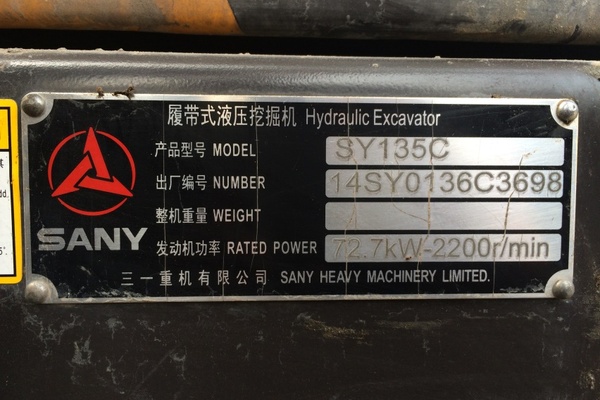 履带式液压挖掘机 Hydraulic Excavator
产品型号 MODEL SY135C
出厂编号 NUMBER 14SY0136C3698
整机重量 WEIGHT
发动机功率 RATED POWER 72.7kW-2200r/min
SANY
三一重机有限公司 SANY HEAVY MACHINERY LIMITED.